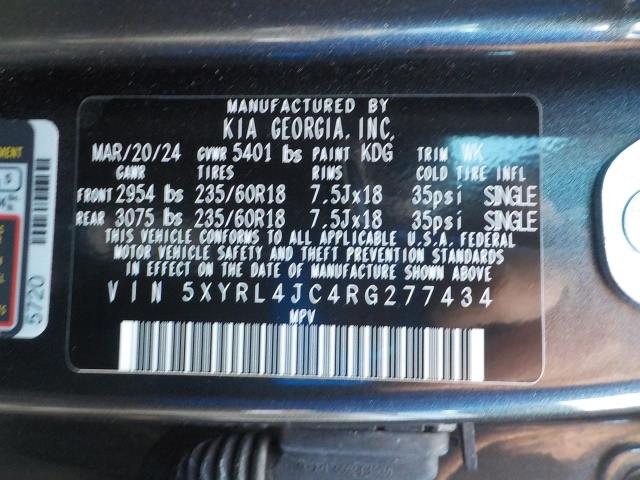 MANUFACTURED BY
KIA GEORGIA, INC.
MAR/20/24 GVWR 5401 lbs PAINT KDG TRIM WK
GAWR TIRES RIMS COLD TIRE INFL
FRONT 2954 lbs 235/60R18 7.5Jx18 35psi SINGLE
REAR 3075 lbs 235/60R18 7.5Jx18 35psi SINGLE
THIS VEHICLE CONFORMS TO ALL APPLICABLE U.S.A. FEDERAL
MOTOR VEHICLE SAFETY AND THEFT PREVENTION STANDARDS
IN EFFECT ON THE DATE OF MANUFACTURE SHOWN ABOVE
VIN 5XYRL4JC4RG277434
MPV
5720